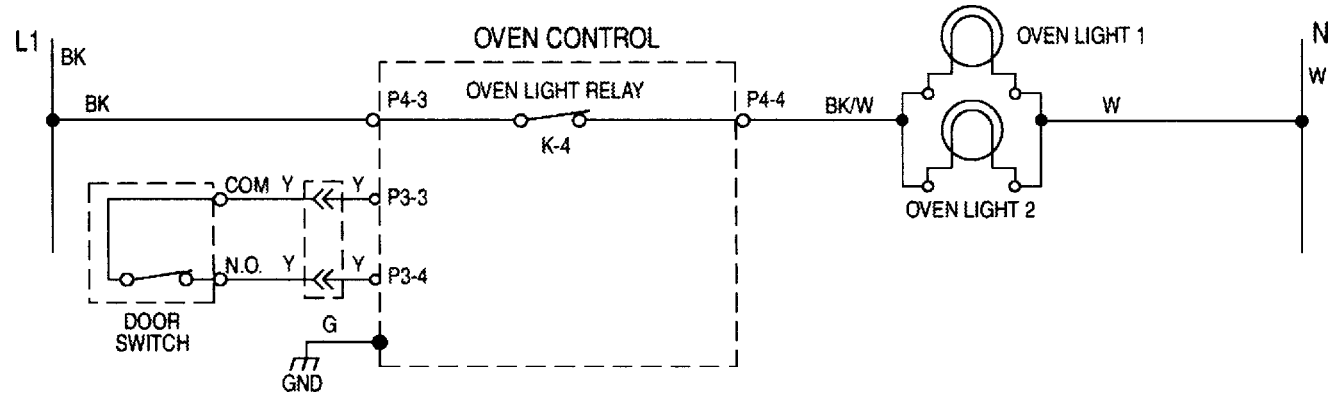 L1
BK
BK
OVEN CONTROL
P4-3
OVEN LIGHT RELAY
K-4
P4-4
BK/W
OVEN LIGHT 1
OVEN LIGHT 2
W
N
W
COM
Y
Y
P3-3
N.O.
Y
Y
P3-4
DOOR
SWITCH
G
GND